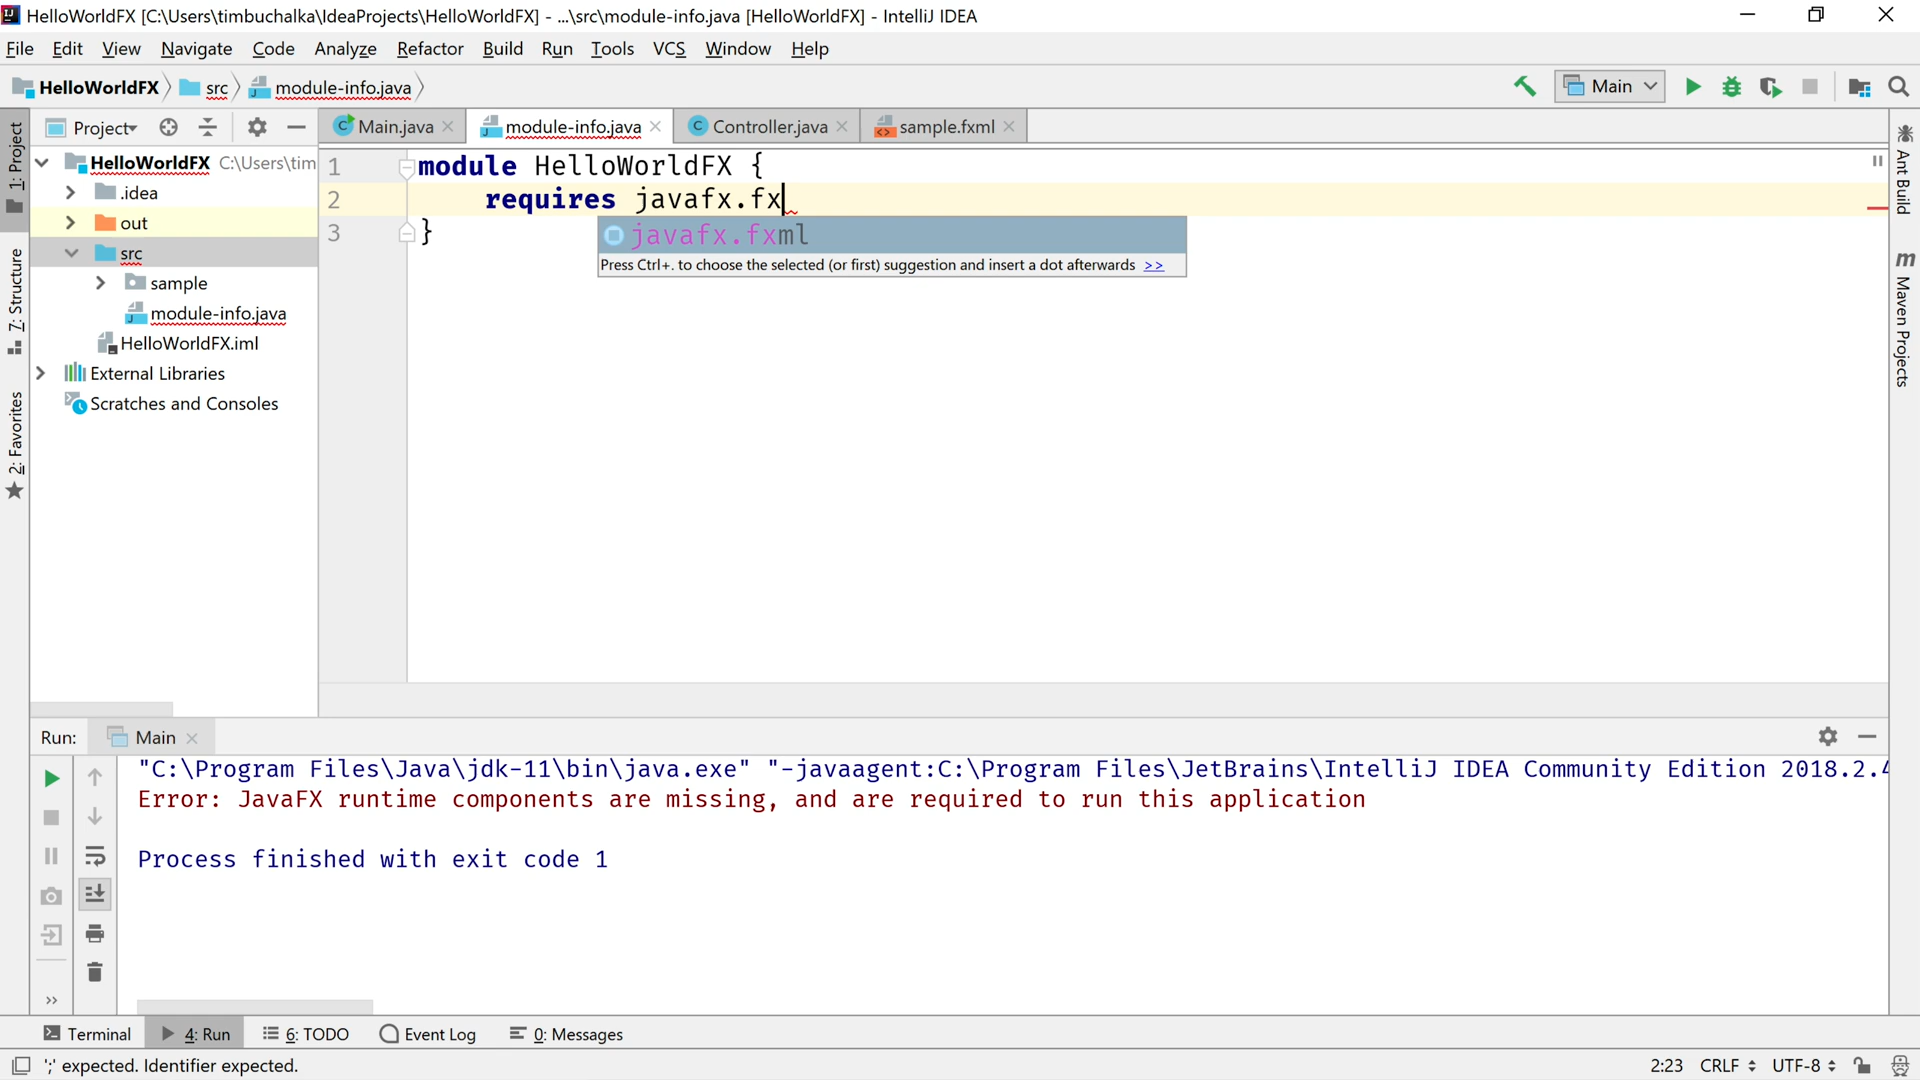 HelloWorldFX [C:\Users\timbuchalka\IdeaProjects\HelloWorldFX] - ...\src\module-info.java [HelloWorldFX] - IntelliJ IDEA
File Edit View Navigate Code Analyze Refactor Build Run Tools VCS Window Help
HelloWorldFX src module-info.java Main
Project Main.java module-info.java Controller.java sample.fxml
1: Project
7: Structure
2: Favorites
HelloWorldFX C:\Users\tim
.idea
out
src
sample
module-info.java
HelloWorldFX.iml
External Libraries
Scratches and Consoles
1 module HelloWorldFX {
2 requires javafx.fx
3 }
javafx.fxml
Press Ctrl+. to choose the selected (or first) suggestion and insert a dot afterwards >>
Ant Build
Maven Projects
Run: Main
"C:\Program Files\Java\jdk-11\bin\java.exe" "-javaagent:C:\Program Files\JetBrains\IntelliJ IDEA Community Edition 2018.2.4
Error: JavaFX runtime components are missing, and are required to run this application
Process finished with exit code 1
Terminal 4: Run 6: TODO Event Log 0: Messages
';' expected. Identifier expected. 2:23 CRLF UTF-8